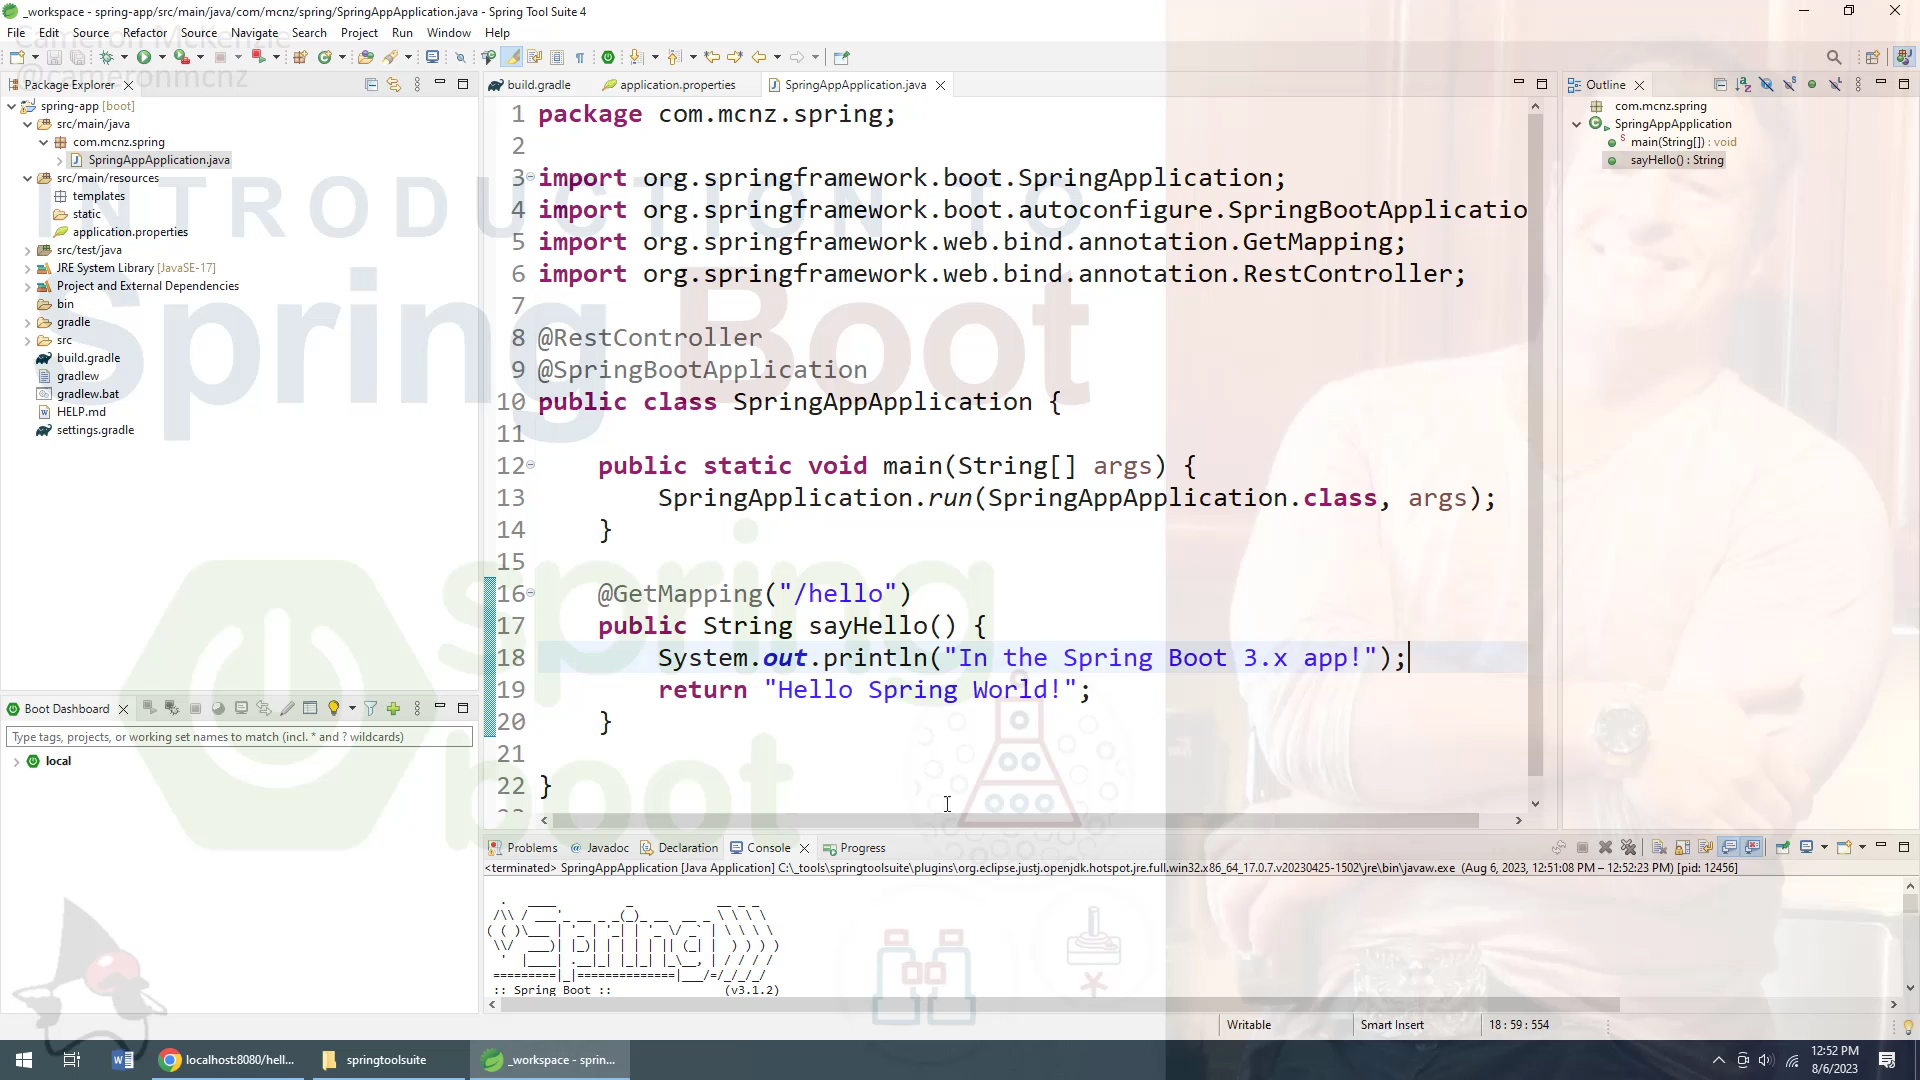 _workspace - spring-app/src/main/java/com/mcnz/spring/SpringAppApplication.java - Spring Tool Suite 4
File Edit Source Refactor Source Navigate Search Project Run Window Help
Cameron McKenzie
@cameronmcnz
Package Explorer
build.gradle
application.properties
SpringAppApplication.java
Outline
spring-app [boot]
src/main/java
com.mcnz.spring
SpringAppApplication.java
src/main/resources
templates
static
application.properties
src/test/java
JRE System Library [JavaSE-17]
Project and External Dependencies
bin
gradle
src
build.gradle
gradlew
gradlew.bat
HELP.md
settings.gradle
INTRODUCTION TO
Spring Boot
spring
boot
1 package com.mcnz.spring;
2
3 import org.springframework.boot.SpringApplication;
4 import org.springframework.boot.autoconfigure.SpringBootApplicatio
5 import org.springframework.web.bind.annotation.GetMapping;
6 import org.springframework.web.bind.annotation.RestController;
7
8 @RestController
9 @SpringBootApplication
10 public class SpringAppApplication {
11
12 public static void main(String[] args) {
13 SpringApplication.run(SpringAppApplication.class, args);
14 }
15
16 @GetMapping("/hello")
17 public String sayHello() {
18 System.out.println("In the Spring Boot 3.x app!");
19 return "Hello Spring World!";
20 }
21
22 }
com.mcnz.spring
SpringAppApplication
main(String[]) : void
sayHello() : String
Boot Dashboard
Type tags, projects, or working set names to match (incl. * and ? wildcards)
local
Problems
Javadoc
Declaration
Console
Progress
<terminated> SpringAppApplication [Java Application] C:\_tools\springtoolsuite\plugins\org.eclipse.justj.openjdk.hotspot.jre.full.win32.x86_64_17.0.7.v20230425-1502\jre\bin\javaw.exe (Aug 6, 2023, 12:51:08 PM – 12:52:23 PM) [pid: 12456]
:: Spring Boot :: (v3.1.2)
Writable
Smart Insert
18 : 59 : 554
localhost:8080/hell...
springtoolsuite
_workspace - sprin...
12:52 PM
8/6/2023